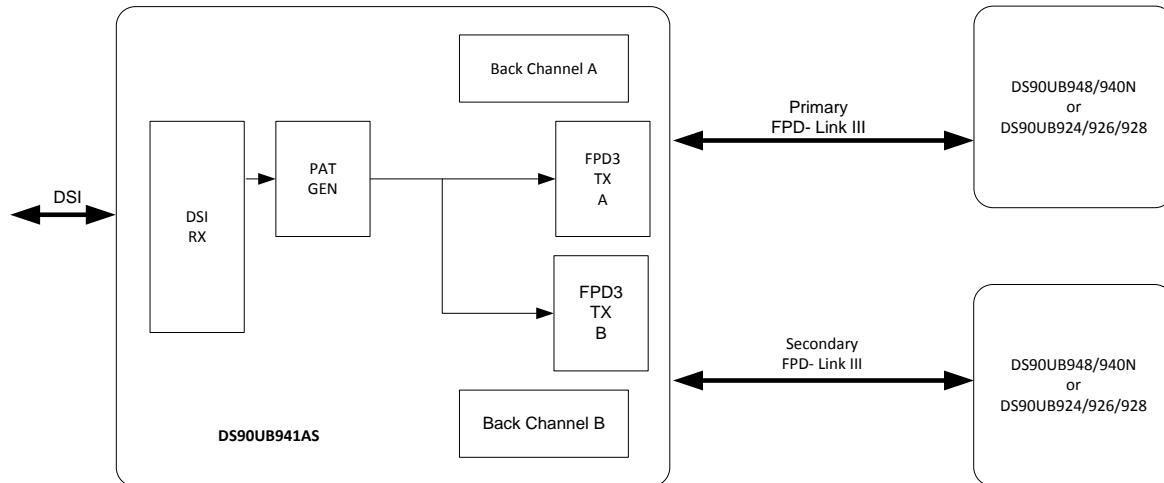 DSI
DSI
RX
PAT
GEN
Back Channel A
FPD3
TX
A
FPD3
TX
B
Back Channel B
DS90UB941AS
Primary
FPD- Link III
DS90UB948/940N
or
DS90UB924/926/928
Secondary
FPD- Link III
DS90UB948/940N
or
DS90UB924/926/928